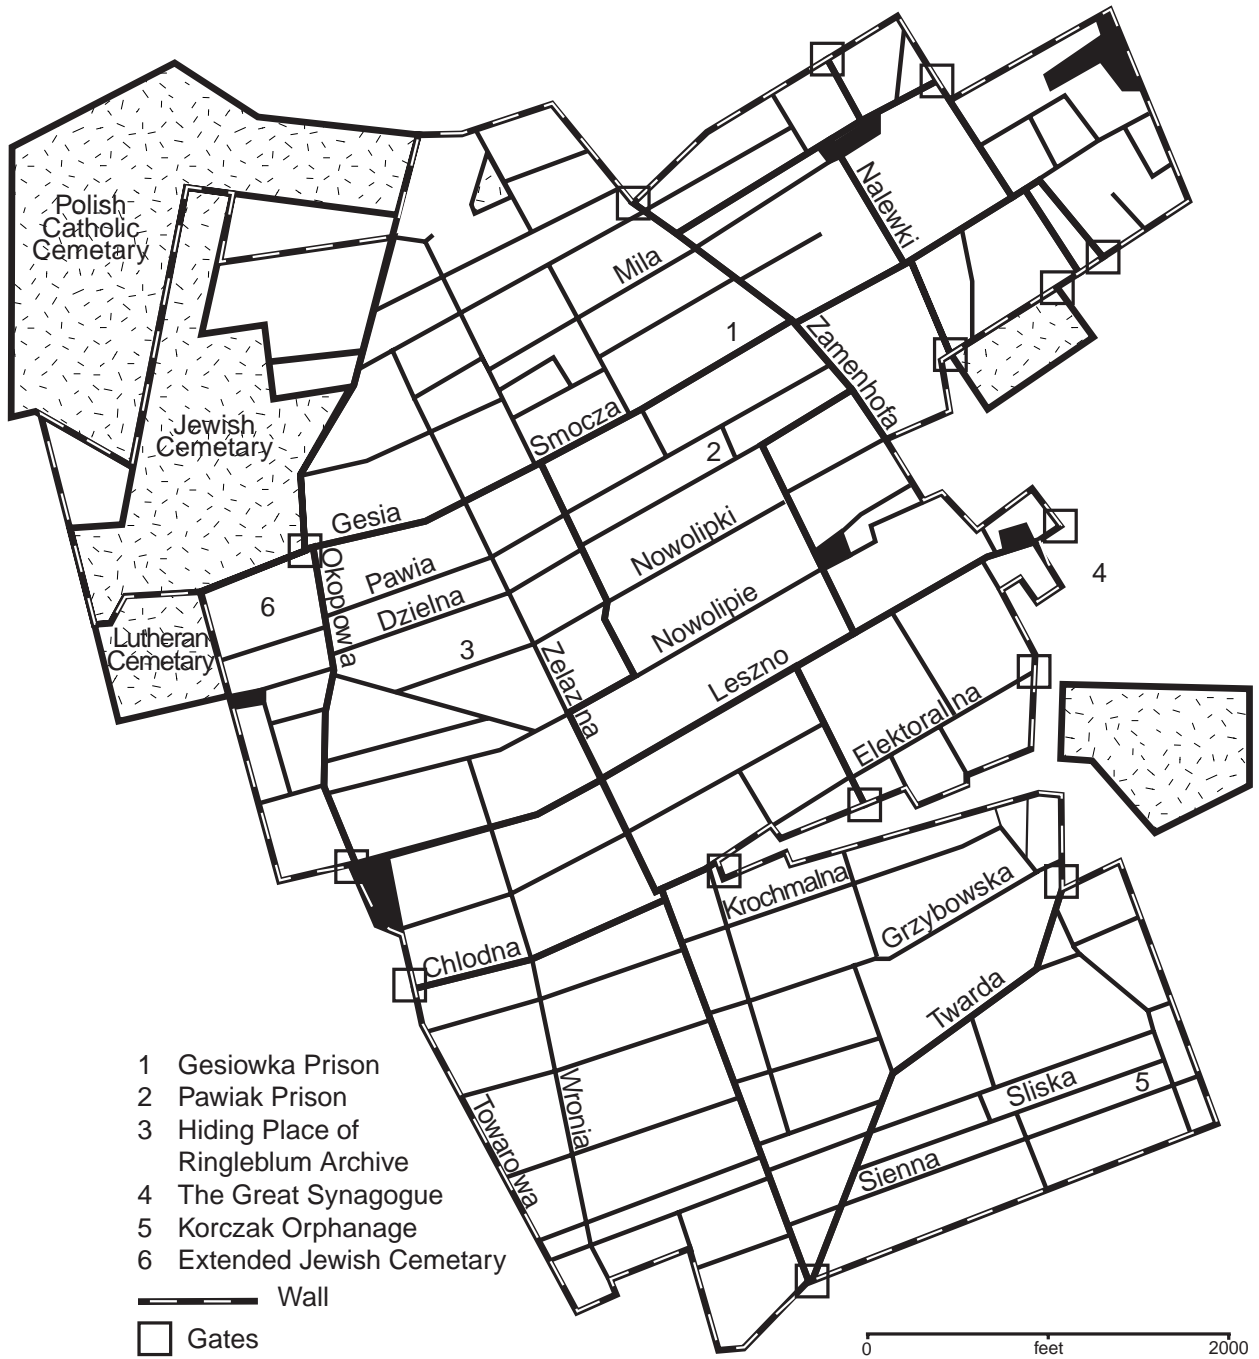 Polish
Catholic
Cemetary
Nalewki
Mila
1
Zamenhofa
Jewish
Cemetary
Smocza
2
Gesia
Okopowa
Pawia
Nowolipki
4
6
Dzielna
Nowolipie
Lutheran
Cemetary
3
Zelazina
Leszno
Elektoralna
Krochmalna
Grzybowska
Chlodna
Twarda
Wronia
Sliska
5
Towarowa
Sienna
1 Gesiowka Prison
2 Pawiak Prison
3 Hiding Place of
Ringleblum Archive
4 The Great Synagogue
5 Korczak Orphanage
6 Extended Jewish Cemetary
Wall
Gates
0 feet 2000